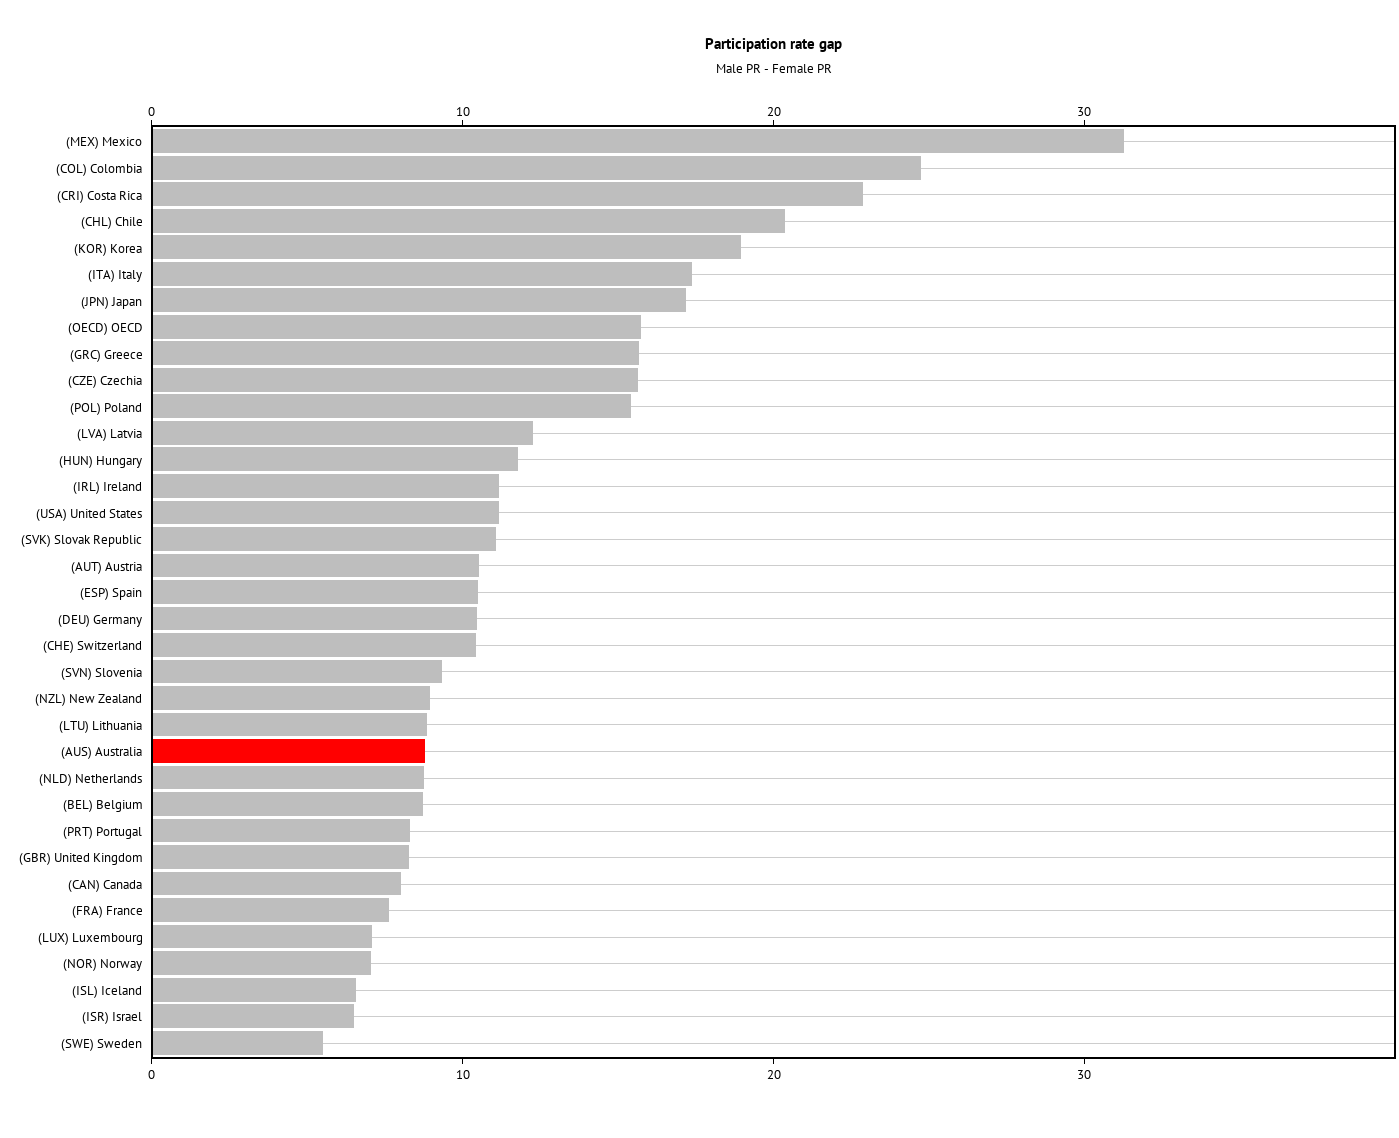 Participation rate gap
Male PR - Female PR
0 10 20 30
(MEX) Mexico
(COL) Colombia
(CRI) Costa Rica
(CHL) Chile
(KOR) Korea
(ITA) Italy
(JPN) Japan
(OECD) OECD
(GRC) Greece
(CZE) Czechia
(POL) Poland
(LVA) Latvia
(HUN) Hungary
(IRL) Ireland
(USA) United States
(SVK) Slovak Republic
(AUT) Austria
(ESP) Spain
(DEU) Germany
(CHE) Switzerland
(SVN) Slovenia
(NZL) New Zealand
(LTU) Lithuania
(AUS) Australia
(NLD) Netherlands
(BEL) Belgium
(PRT) Portugal
(GBR) United Kingdom
(CAN) Canada
(FRA) France
(LUX) Luxembourg
(NOR) Norway
(ISL) Iceland
(ISR) Israel
(SWE) Sweden
0 10 20 30